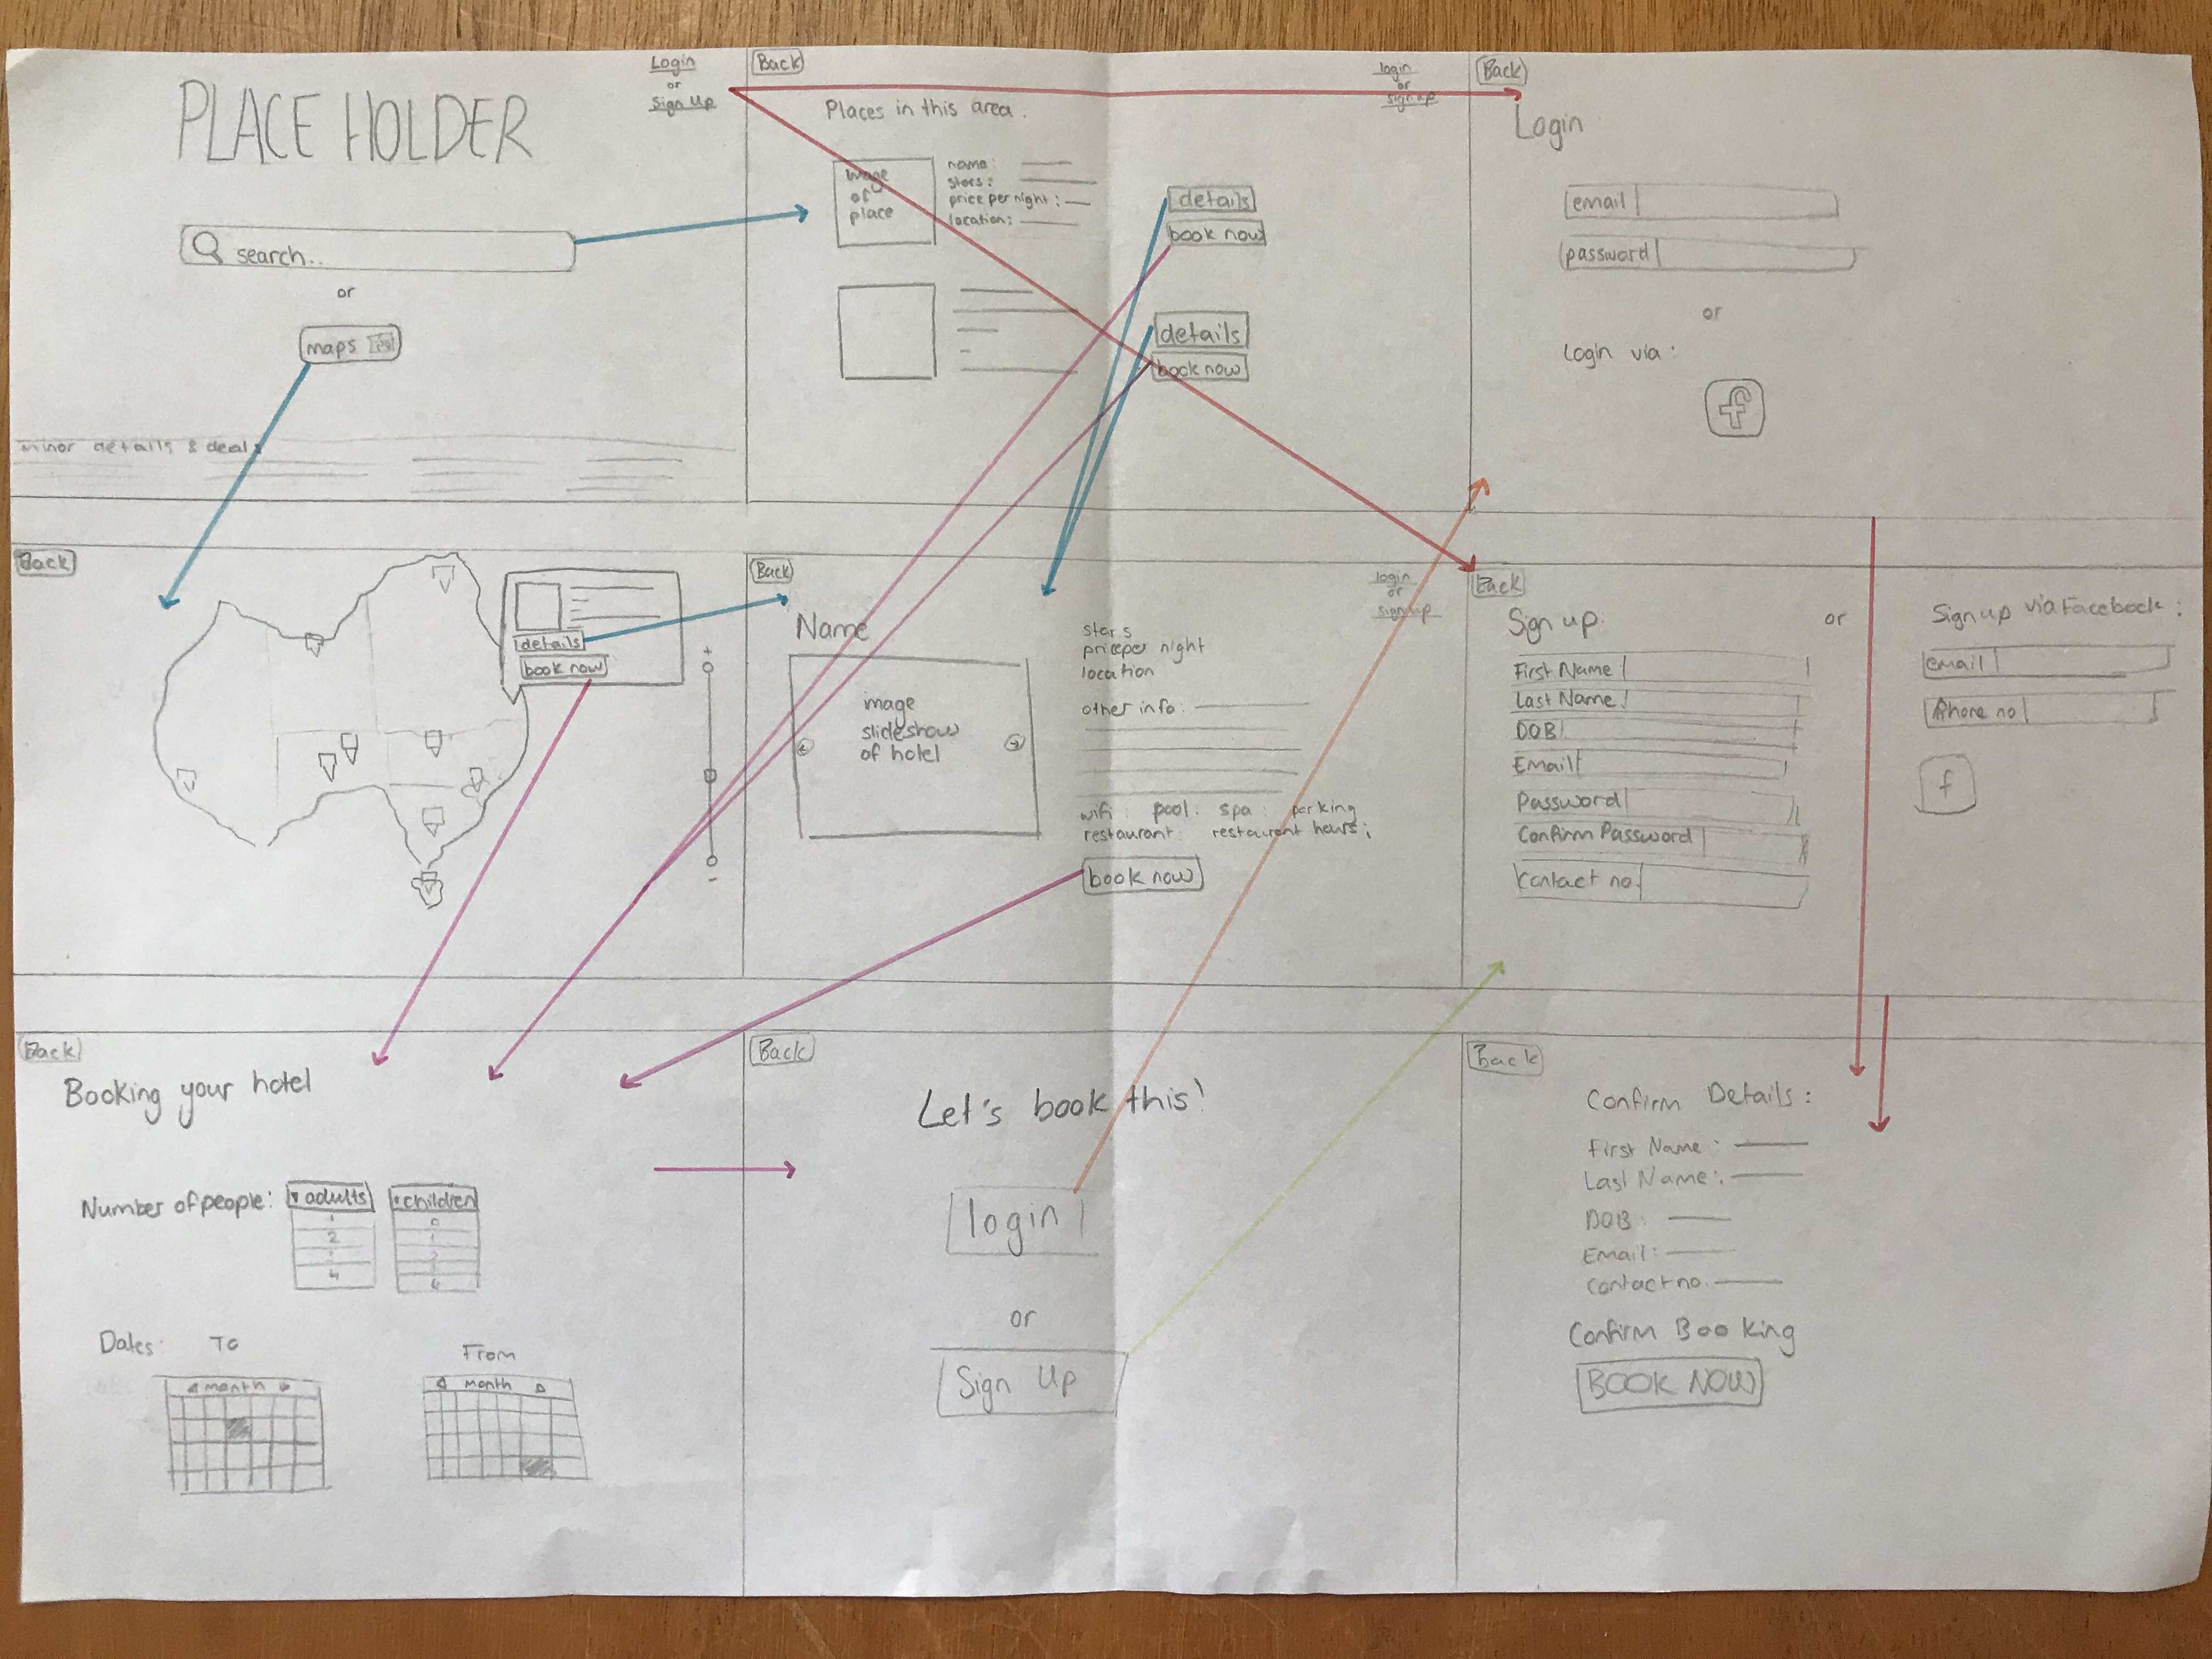 PLACE HOLDER
Login
or
Sign Up
search..
or
maps
minor details & deals
Back
login
or
sign up
Places in this area.
image
of
place
name:
stars:
price per night:
location:
details
book now
details
book now
Back
Login
email
password
or
Login via:
f
Back
details
book now
+
-
Back
login
or
sign up
Name
image
slideshow
of hotel
stars
price per night
location
other info:
wifi: pool: spa: parking
restaurant: restaurant hours:
book now
Back
Sign up:
First Name
Last Name
DOB
Email
Password
Confirm Password
Contact no.
or
Sign up via Facebook:
email
Phone no
f
Back
Booking your hotel
Number of people: adults children
1 0
2 1
3 2
4 4
Dates: To From
month month
Back
Let's book this!
login
or
Sign Up
Back
Confirm Details:
First Name:
Last Name:
DOB:
Email:
Contact no.
Confirm Booking
BOOK NOW